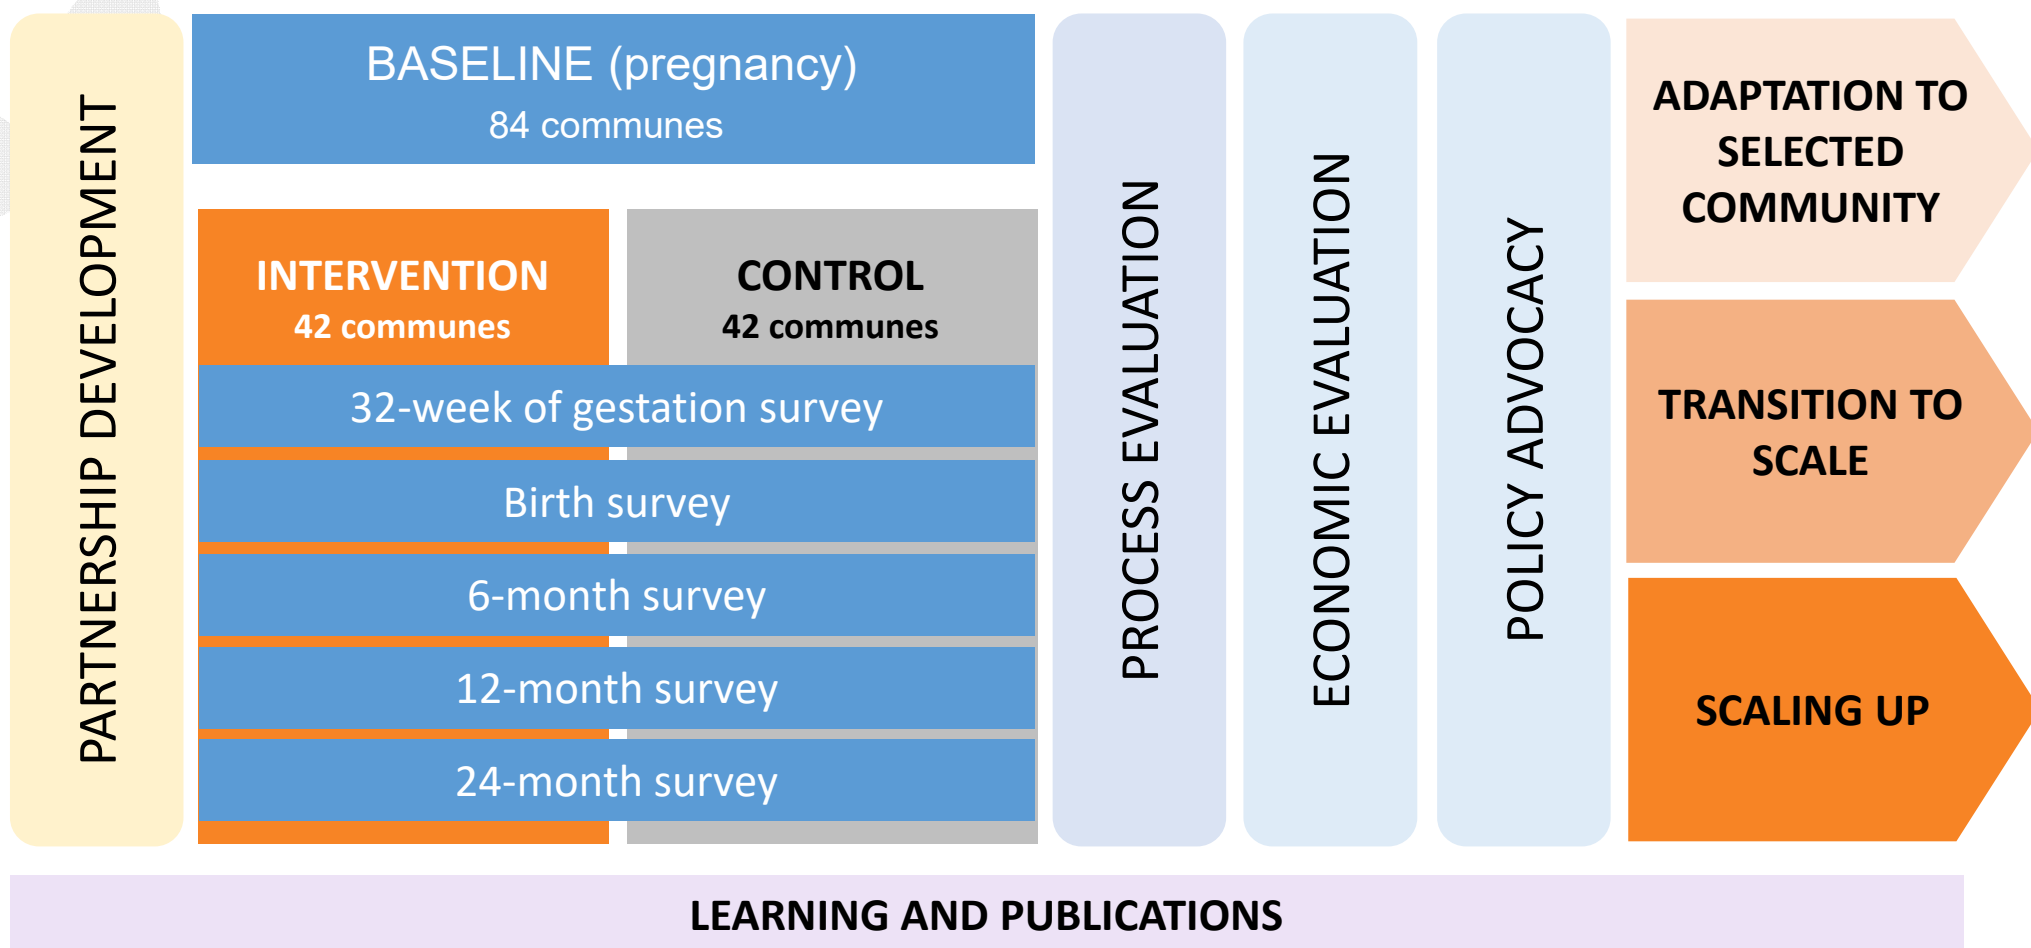 PARTNERSHIP DEVELOPMENT
BASELINE (pregnancy)
84 communes
INTERVENTION
42 communes
CONTROL
42 communes
32-week of gestation survey
Birth survey
6-month survey
12-month survey
24-month survey
PROCESS EVALUATION
ECONOMIC EVALUATION
POLICY ADVOCACY
ADAPTATION TO
SELECTED
COMMUNITY
TRANSITION TO
SCALE
SCALING UP
LEARNING AND PUBLICATIONS